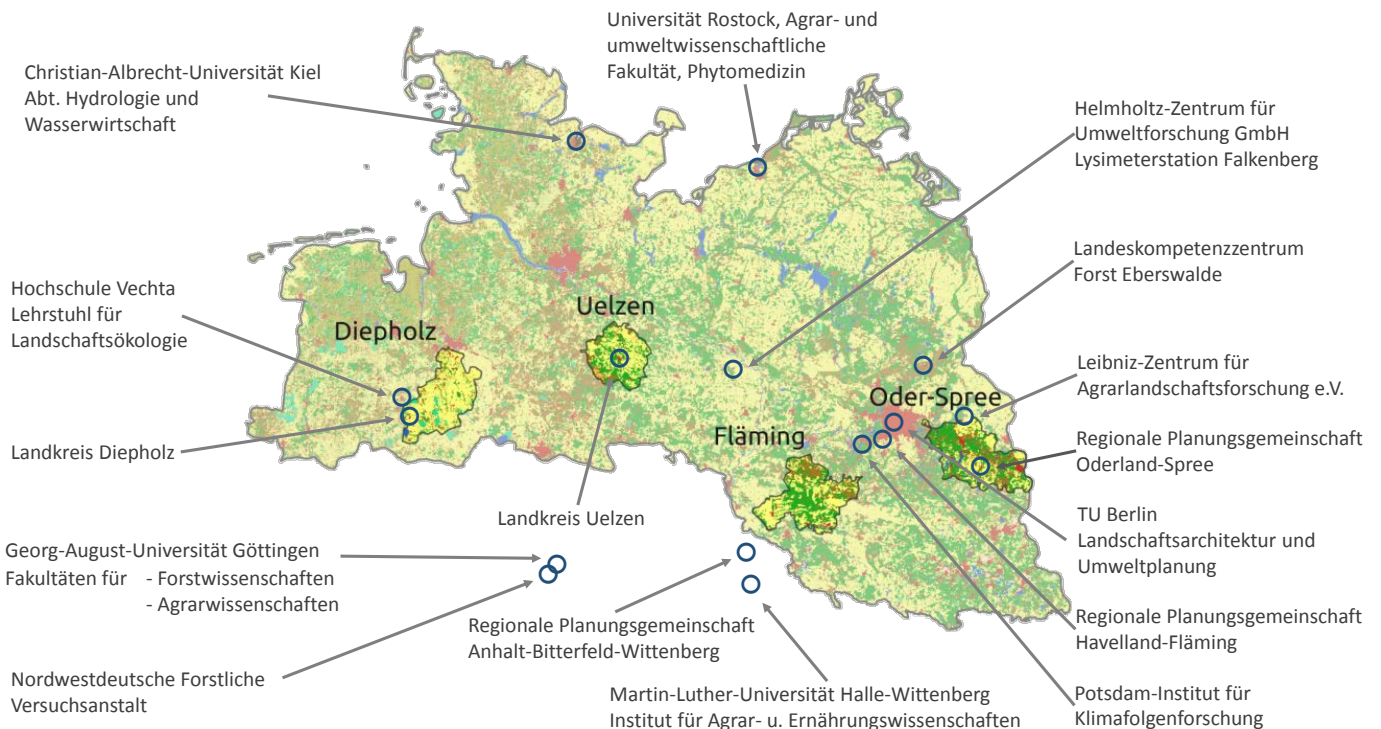 Universität Rostock, Agrar- und
umweltwissenschaftliche
Fakultät, Phytomedizin
Christian-Albrecht-Universität Kiel
Abt. Hydrologie und
Wasserwirtschaft
Helmholtz-Zentrum für
Umweltforschung GmbH
Lysimeterstation Falkenberg
Landeskompetenzzentrum
Forst Eberswalde
Hochschule Vechta
Lehrstuhl für
Landschaftsökologie
Diepholz
Uelzen
Oder-Spree
Fläming
Leibniz-Zentrum für
Agrarlandschaftsforschung e.V.
Landkreis Diepholz
Regionale Planungsgemeinschaft
Oderland-Spree
Landkreis Uelzen
TU Berlin
Landschaftsarchitektur und
Umweltplanung
Georg-August-Universität Göttingen
Fakultäten für - Forstwissenschaften
- Agrarwissenschaften
Regionale Planungsgemeinschaft
Anhalt-Bitterfeld-Wittenberg
Regionale Planungsgemeinschaft
Havelland-Fläming
Nordwestdeutsche Forstliche
Versuchsanstalt
Martin-Luther-Universität Halle-Wittenberg
Institut für Agrar- u. Ernährungswissenschaften
Potsdam-Institut für
Klimafolgenforschung